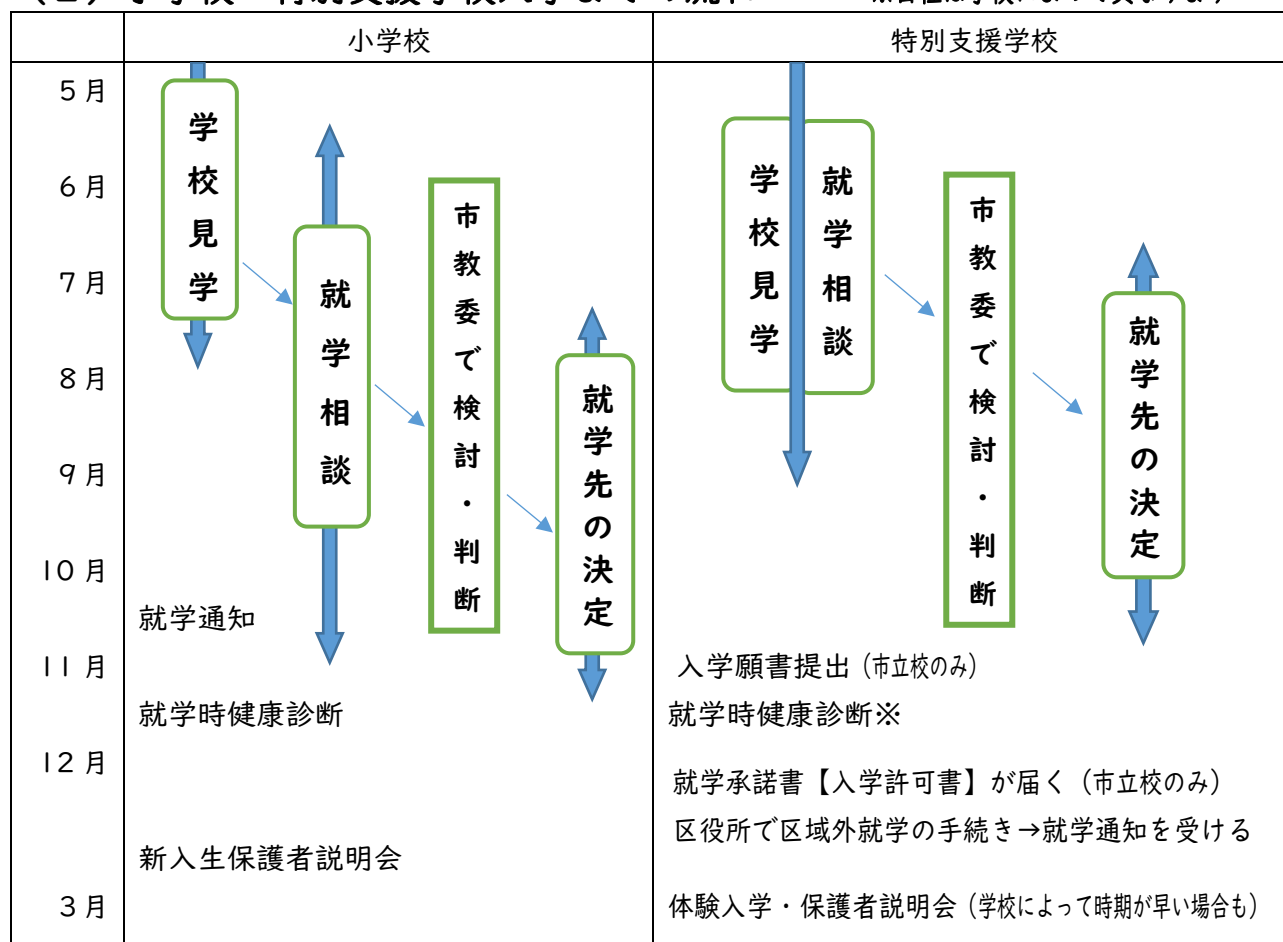 小学校
特別支援学校
5月
6月
7月
8月
9月
10月
11月
12月
3月
学校見学
就学相談
市教委で検討・判断
就学先の決定
就学通知
就学時健康診断
新入生保護者説明会
学校見学
就学相談
市教委で検討・判断
就学先の決定
入学願書提出（市立校のみ）
就学時健康診断※
就学承諾書【入学許可書】が届く（市立校のみ）
区役所で区域外就学の手続き→就学通知を受ける
体験入学・保護者説明会（学校によって時期が早い場合も）